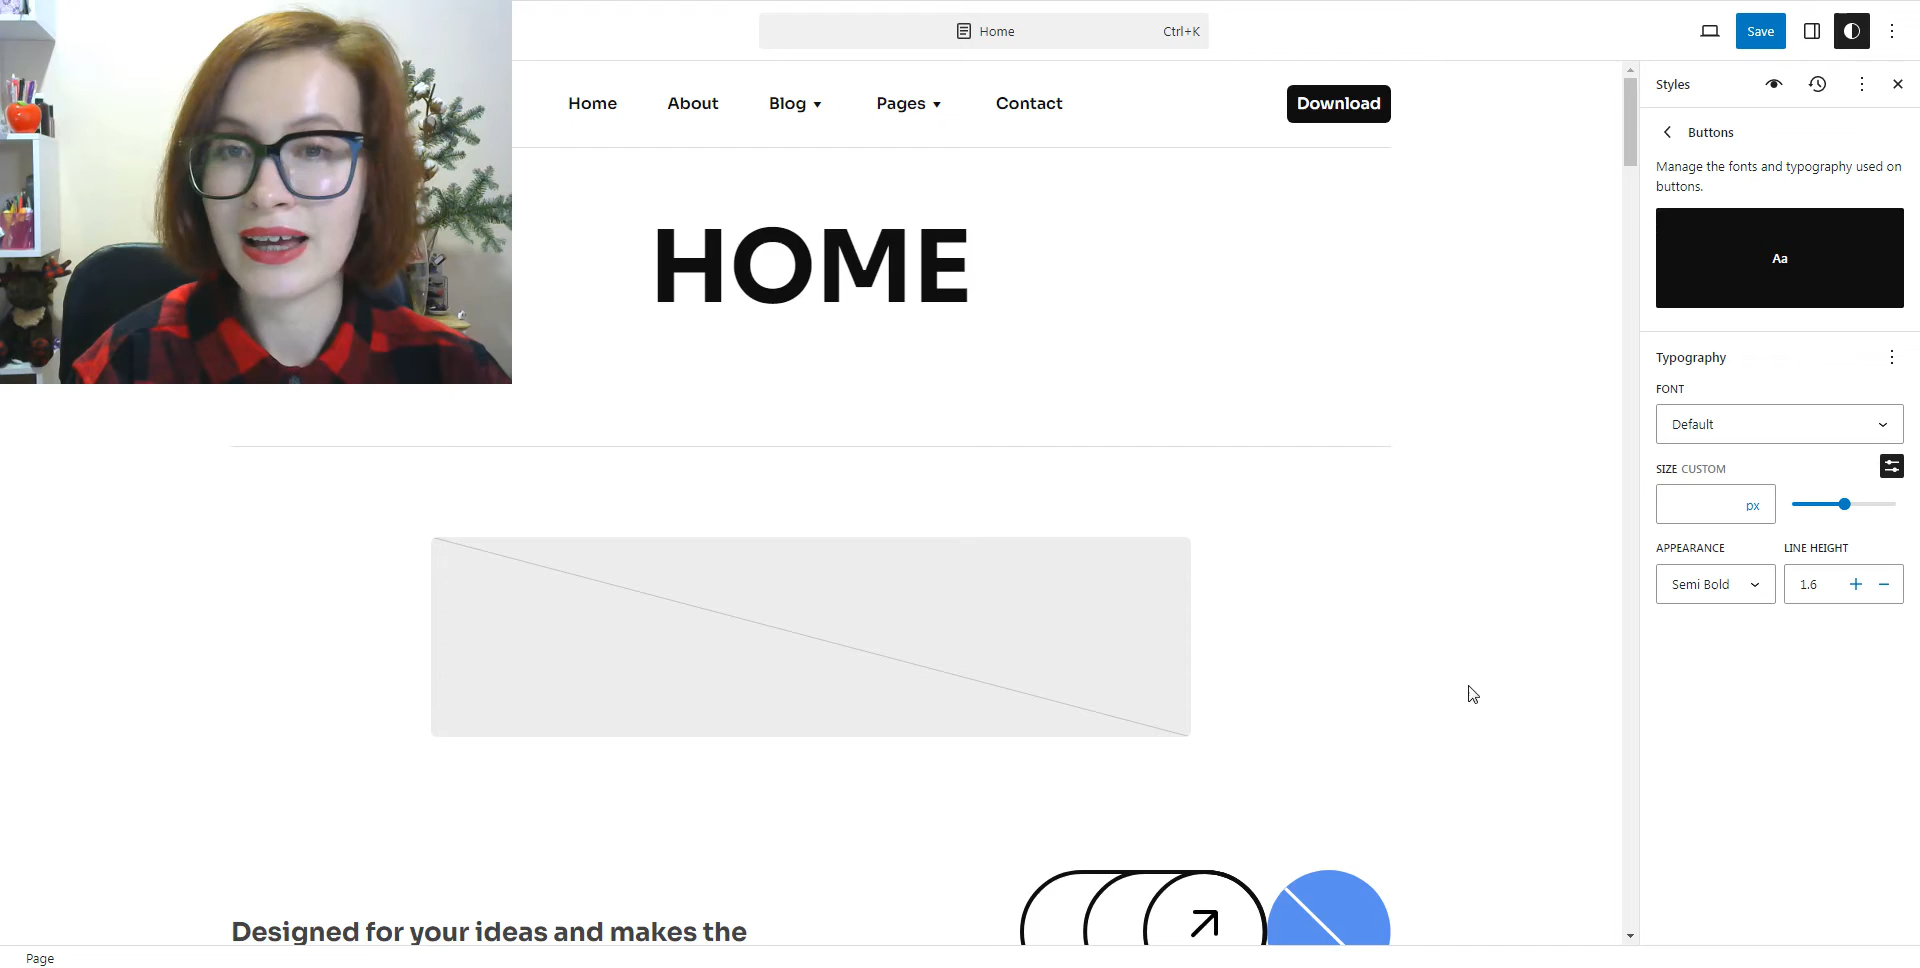 Home
Ctrl+K
Save
Home
About
Blog
Pages
Contact
Download
HOME
Designed for your ideas and makes the
Page
Styles
Buttons
Manage the fonts and typography used on
buttons.
Aa
Typography
FONT
Default
SIZE CUSTOM
px
APPEARANCE
LINE HEIGHT
Semi Bold
1.6